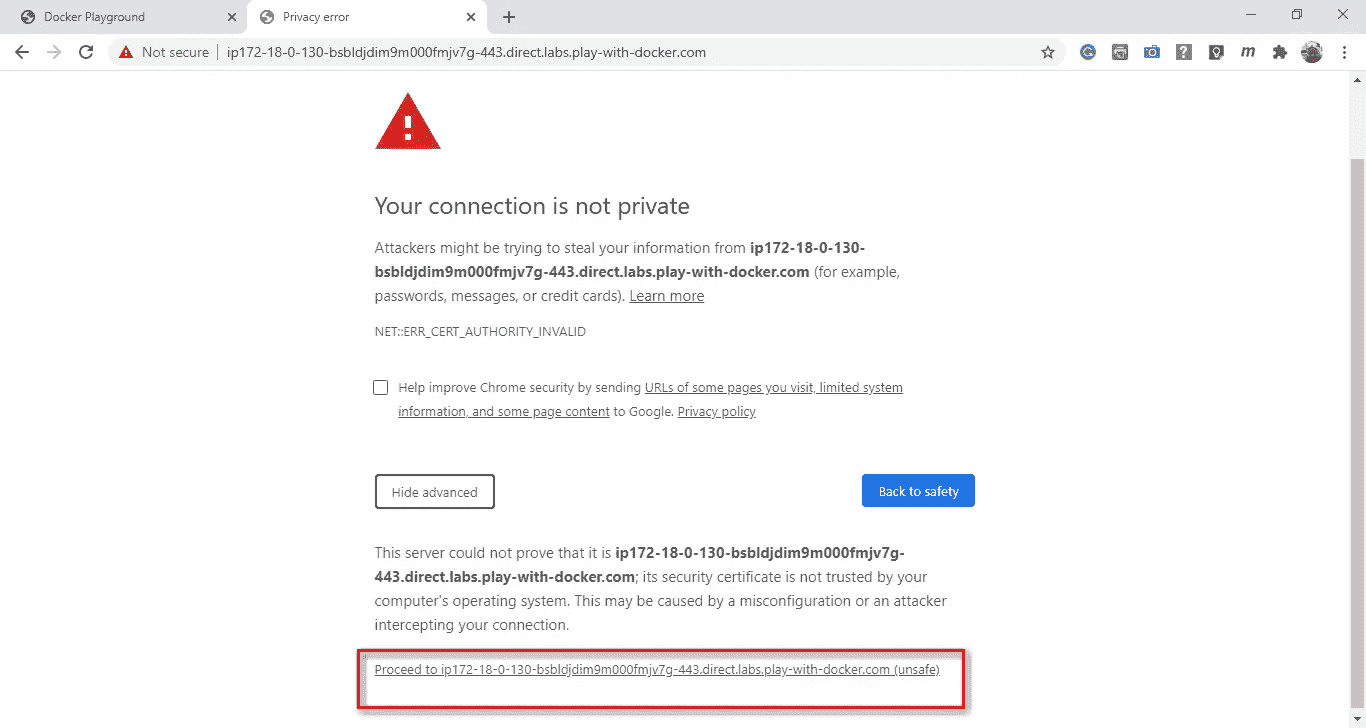 Docker Playground
Privacy error
Not secure
ip172-18-0-130-bsbldjdim9m000fmjv7g-443.direct.labs.play-with-docker.com
Your connection is not private
Attackers might be trying to steal your information from ip172-18-0-130-
bsbldjdim9m000fmjv7g-443.direct.labs.play-with-docker.com (for example,
passwords, messages, or credit cards). Learn more
NET::ERR_CERT_AUTHORITY_INVALID
Help improve Chrome security by sending URLs of some pages you visit, limited system
information, and some page content to Google. Privacy policy
Hide advanced
Back to safety
This server could not prove that it is ip172-18-0-130-bsbldjdim9m000fmjv7g-
443.direct.labs.play-with-docker.com; its security certificate is not trusted by your
computer's operating system. This may be caused by a misconfiguration or an attacker
intercepting your connection.
Proceed to ip172-18-0-130-bsbldjdim9m000fmjv7g-443.direct.labs.play-with-docker.com (unsafe)